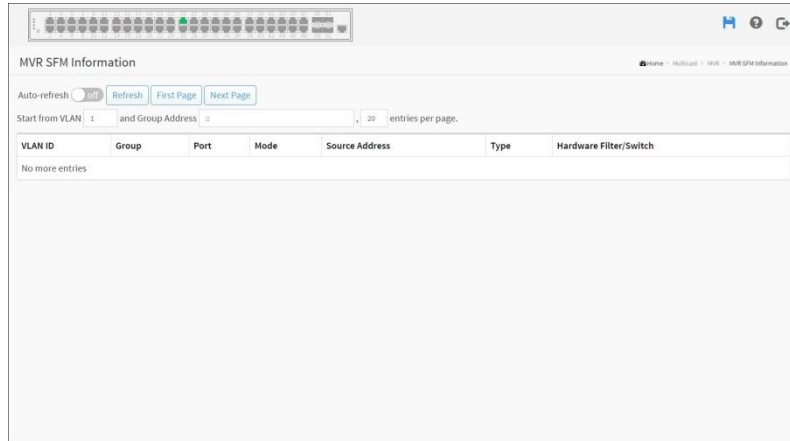 MVR SFM Information
Home > Multicast > MVR > MVR SFM Information
Auto-refresh off Refresh First Page Next Page
Start from VLAN 1 and Group Address :: , 20 entries per page.
VLAN ID Group Port Mode Source Address Type Hardware Filter/Switch
No more entries